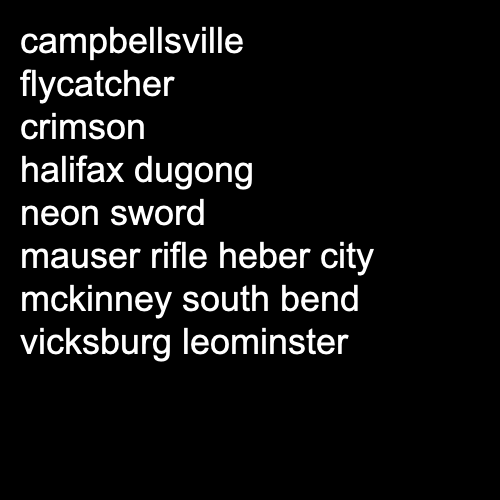 campbellsville
flycatcher
crimson
halifax dugong
neon sword
mauser rifle heber city
mckinney south bend
vicksburg leominster